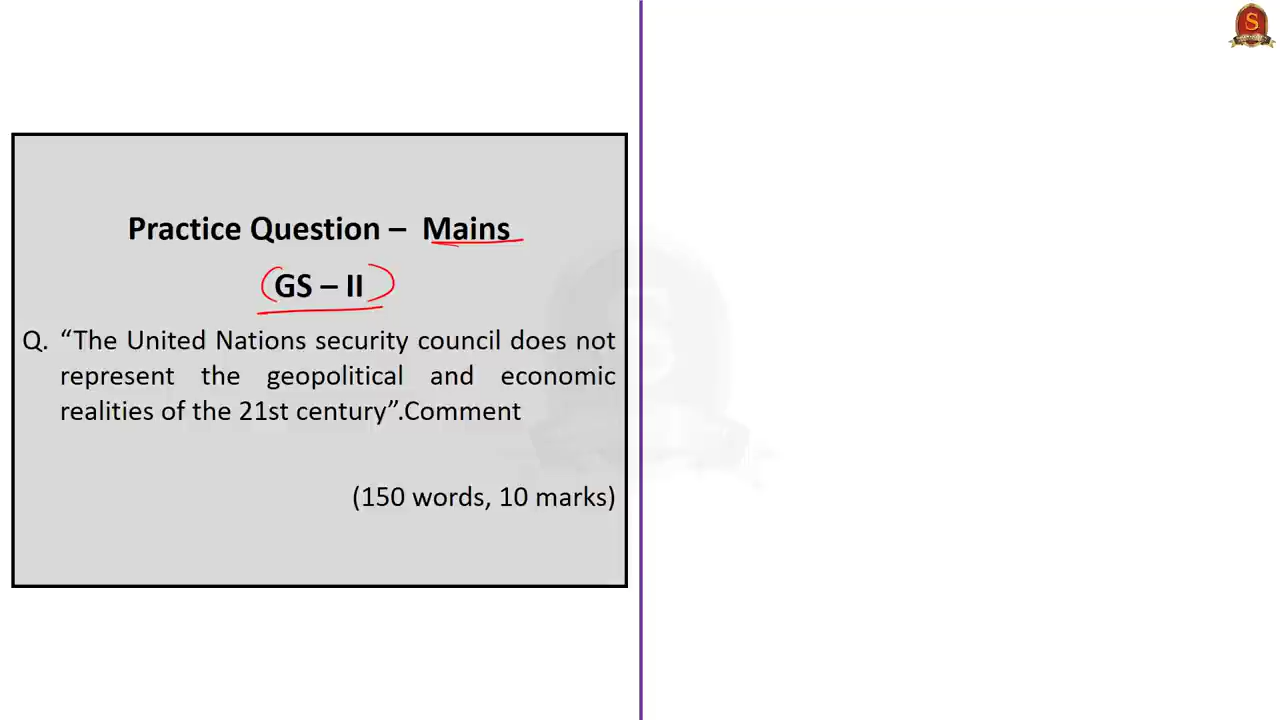 Practice Question – Mains
GS – II
Q. “The United Nations security council does not
represent the geopolitical and economic
realities of the 21st century”.Comment
(150 words, 10 marks)
S